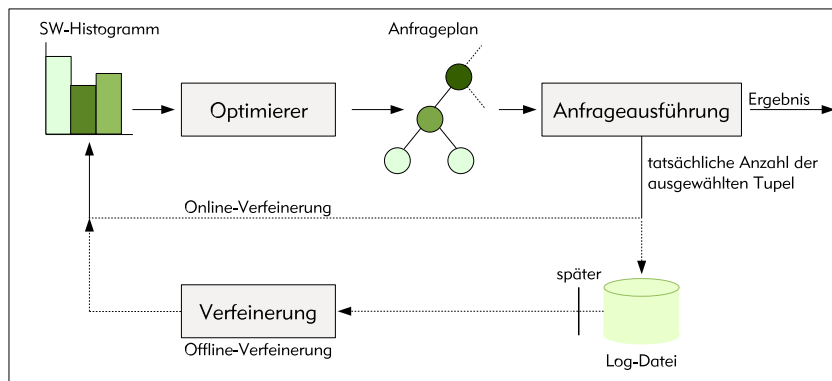 SW-Histogramm
Anfrageplan
Optimierer
Anfrageausführung
Ergebnis
tatsächliche Anzahl der
ausgewählten Tupel
Online-Verfeinerung
später
Verfeinerung
Offline-Verfeinerung
Log-Datei